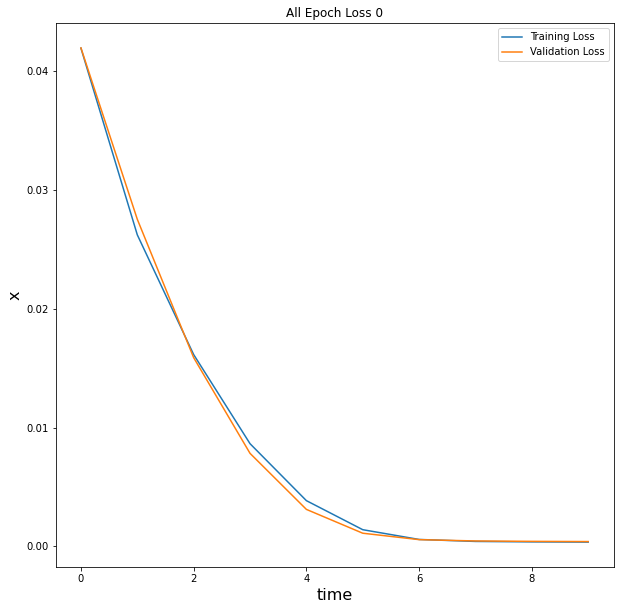 All Epoch Loss 0
Training Loss
Validation Loss
0.04
0.03
0.02
0.01
0.00
x
0 2 4 6 8
time